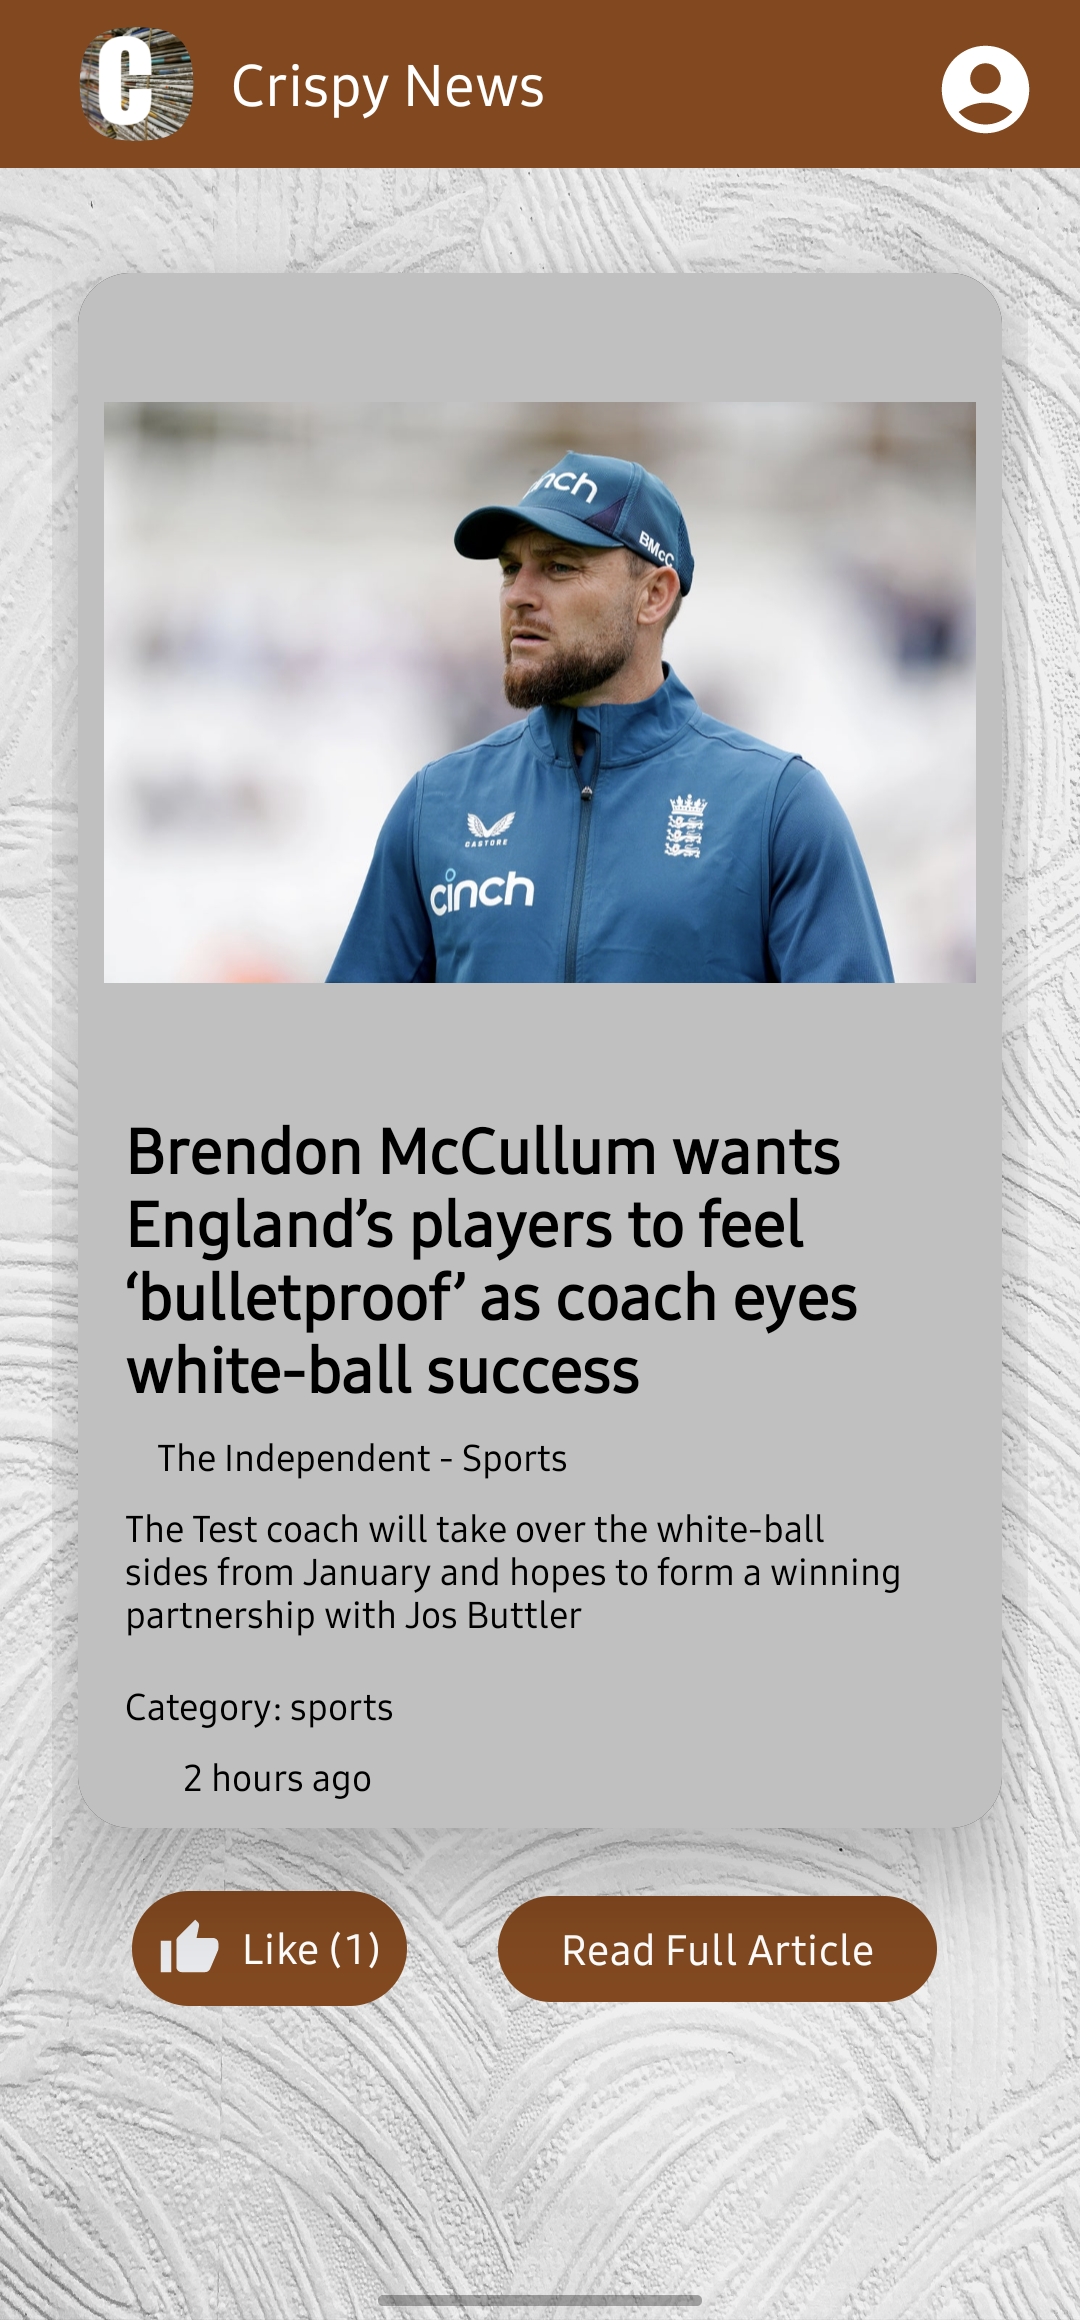 C
Crispy News
cinch
BMcC
CASTORE
cinch
Brendon McCullum wants
England’s players to feel
‘bulletproof’ as coach eyes
white-ball success
The Independent - Sports
The Test coach will take over the white-ball
sides from January and hopes to form a winning
partnership with Jos Buttler
Category: sports
2 hours ago
Like (1)
Read Full Article